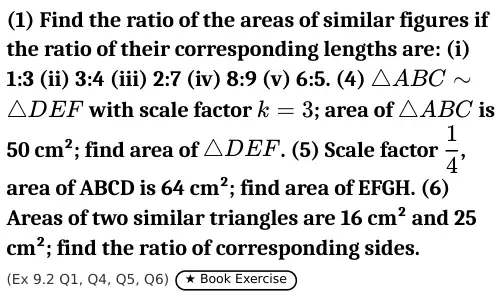 (1) Find the ratio of the areas of similar figures if
the ratio of their corresponding lengths are: (i)
1:3 (ii) 3:4 (iii) 2:7 (iv) 8:9 (v) 6:5. (4) △ABC ∼
△DEF with scale factor k = 3; area of △ABC is
50 cm²; find area of △DEF. (5) Scale factor 1/4,
area of ABCD is 64 cm²; find area of EFGH. (6)
Areas of two similar triangles are 16 cm² and 25
cm²; find the ratio of corresponding sides.
(Ex 9.2 Q1, Q4, Q5, Q6) ★ Book Exercise